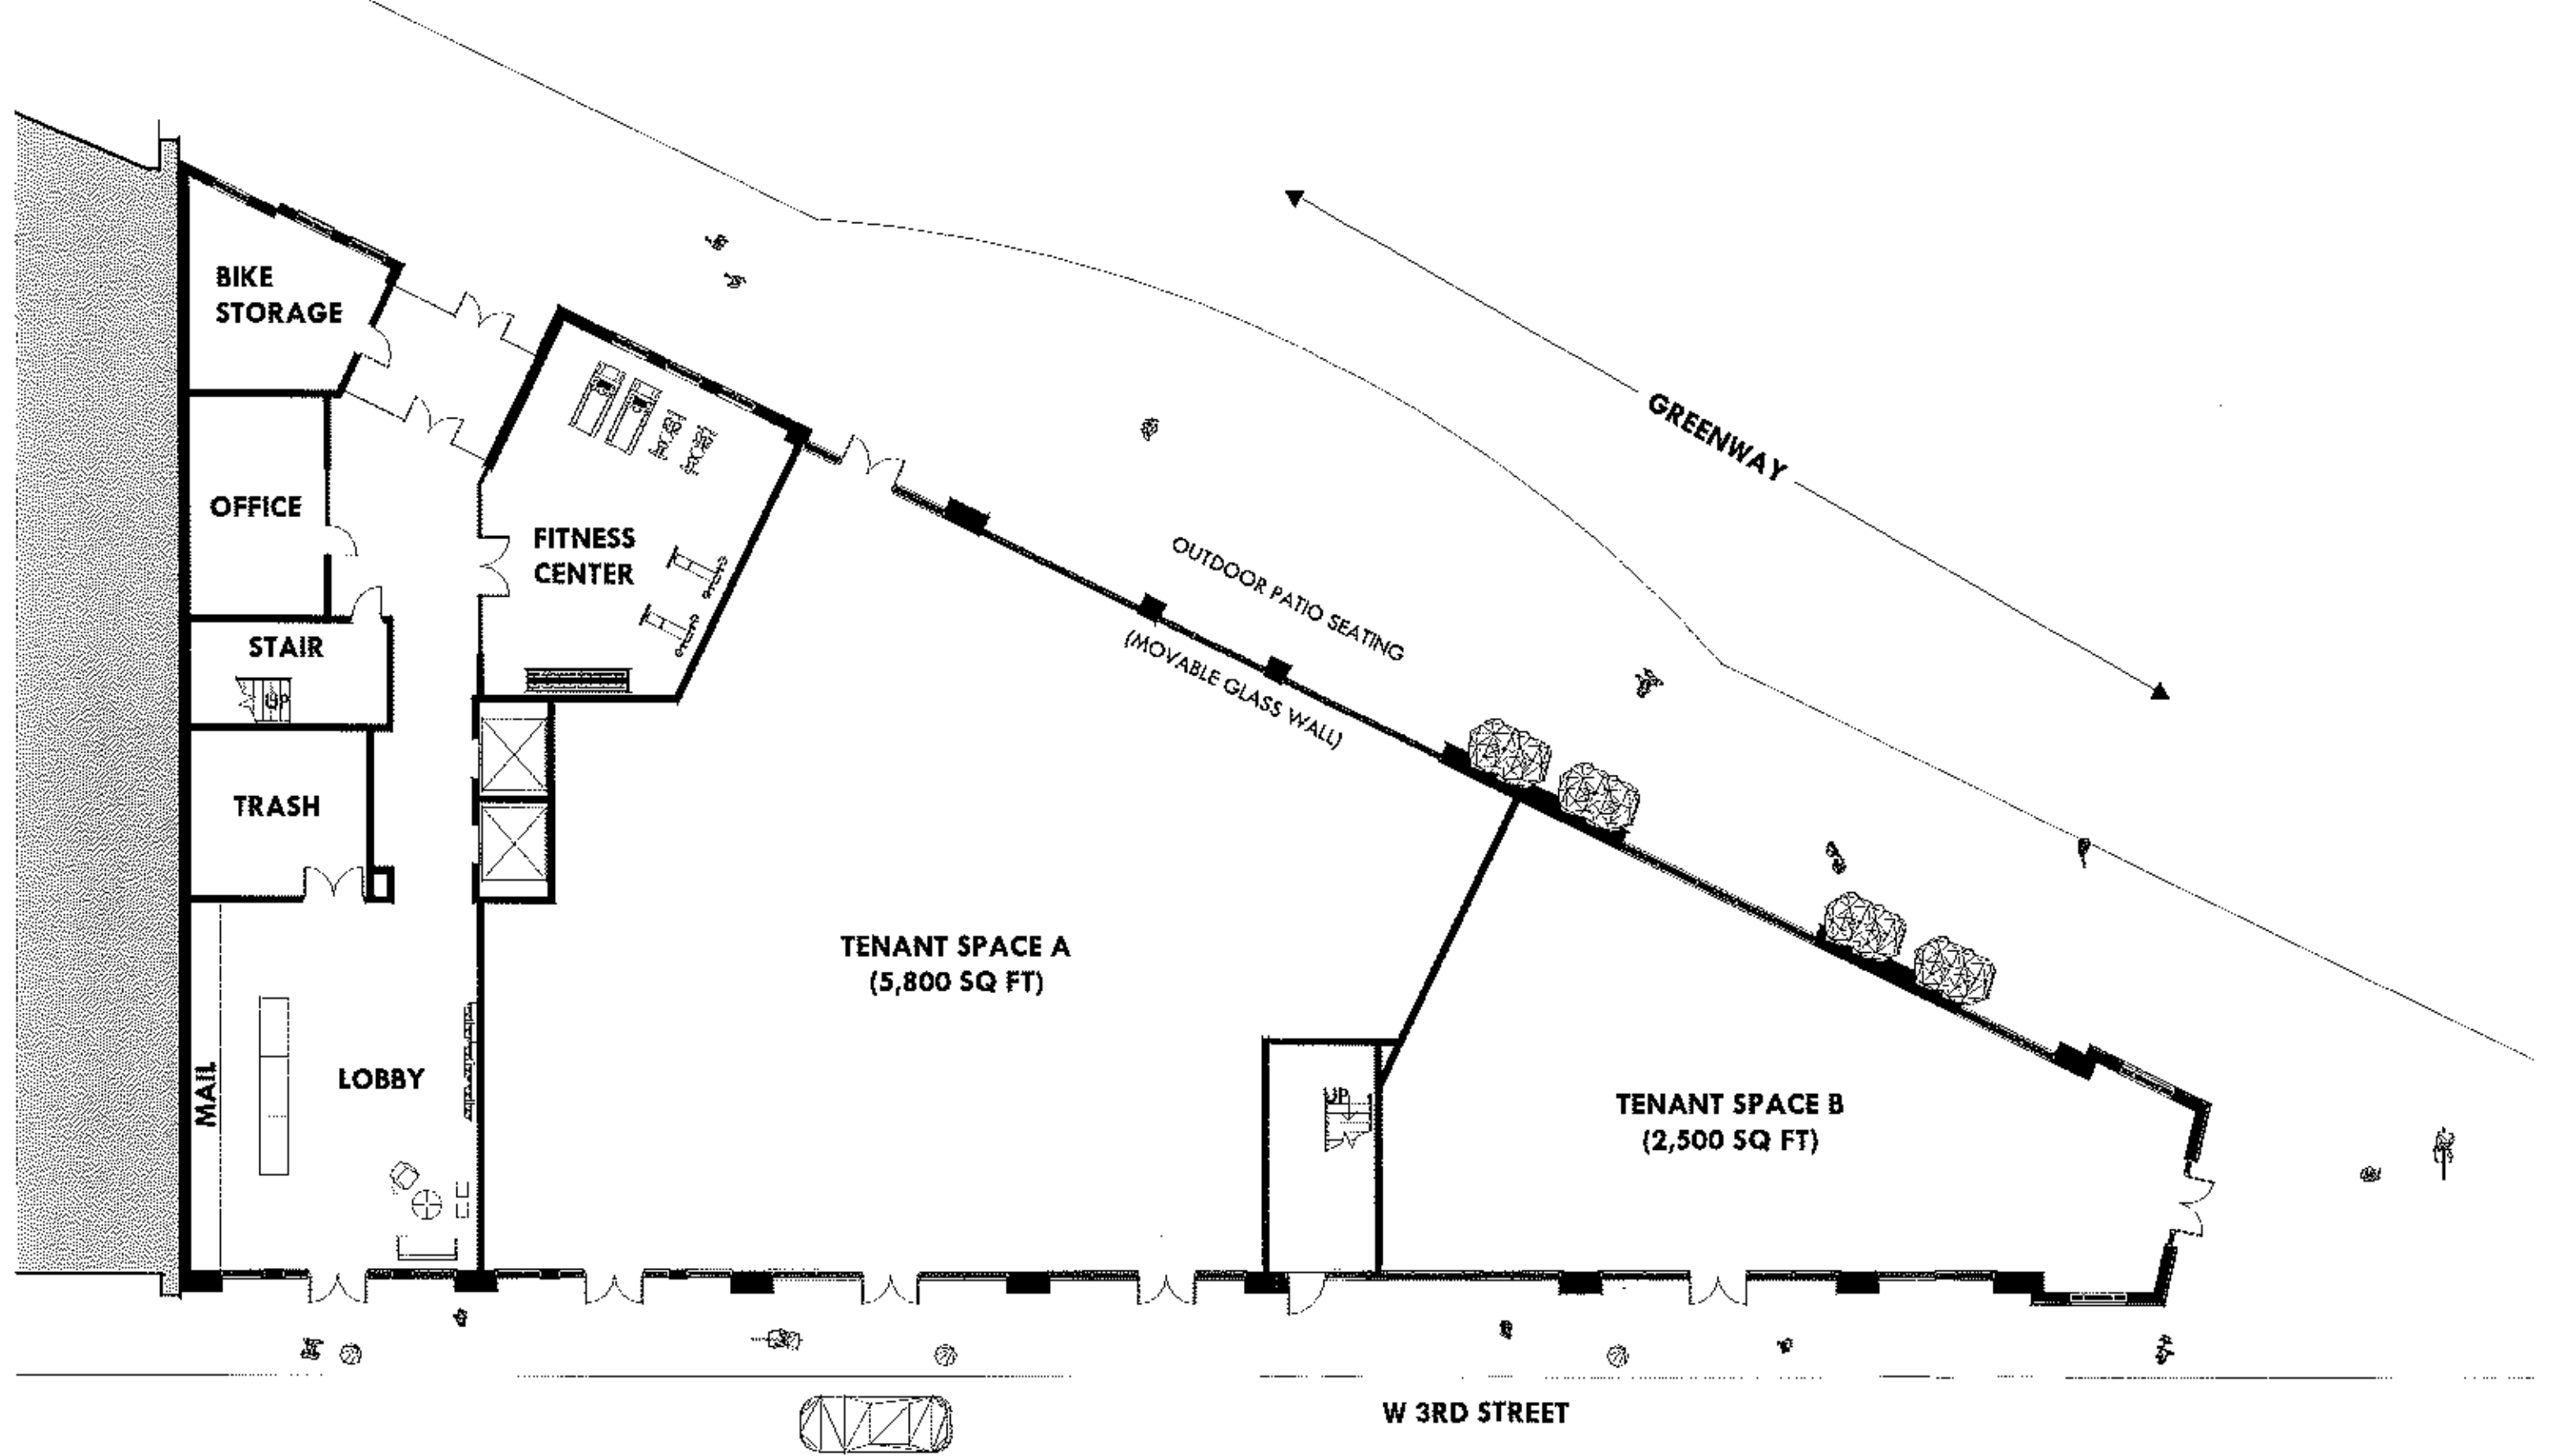 BIKE
STORAGE
GREENWAY
OFFICE
FITNESS
CENTER
OUTDOOR PATIO SEATING
(MOVABLE GLASS WALL)
STAIR
UP
TRASH
TENANT SPACE A
(5,800 SQ FT)
MAIL
LOBBY
UP
TENANT SPACE B
(2,500 SQ FT)
W 3RD STREET